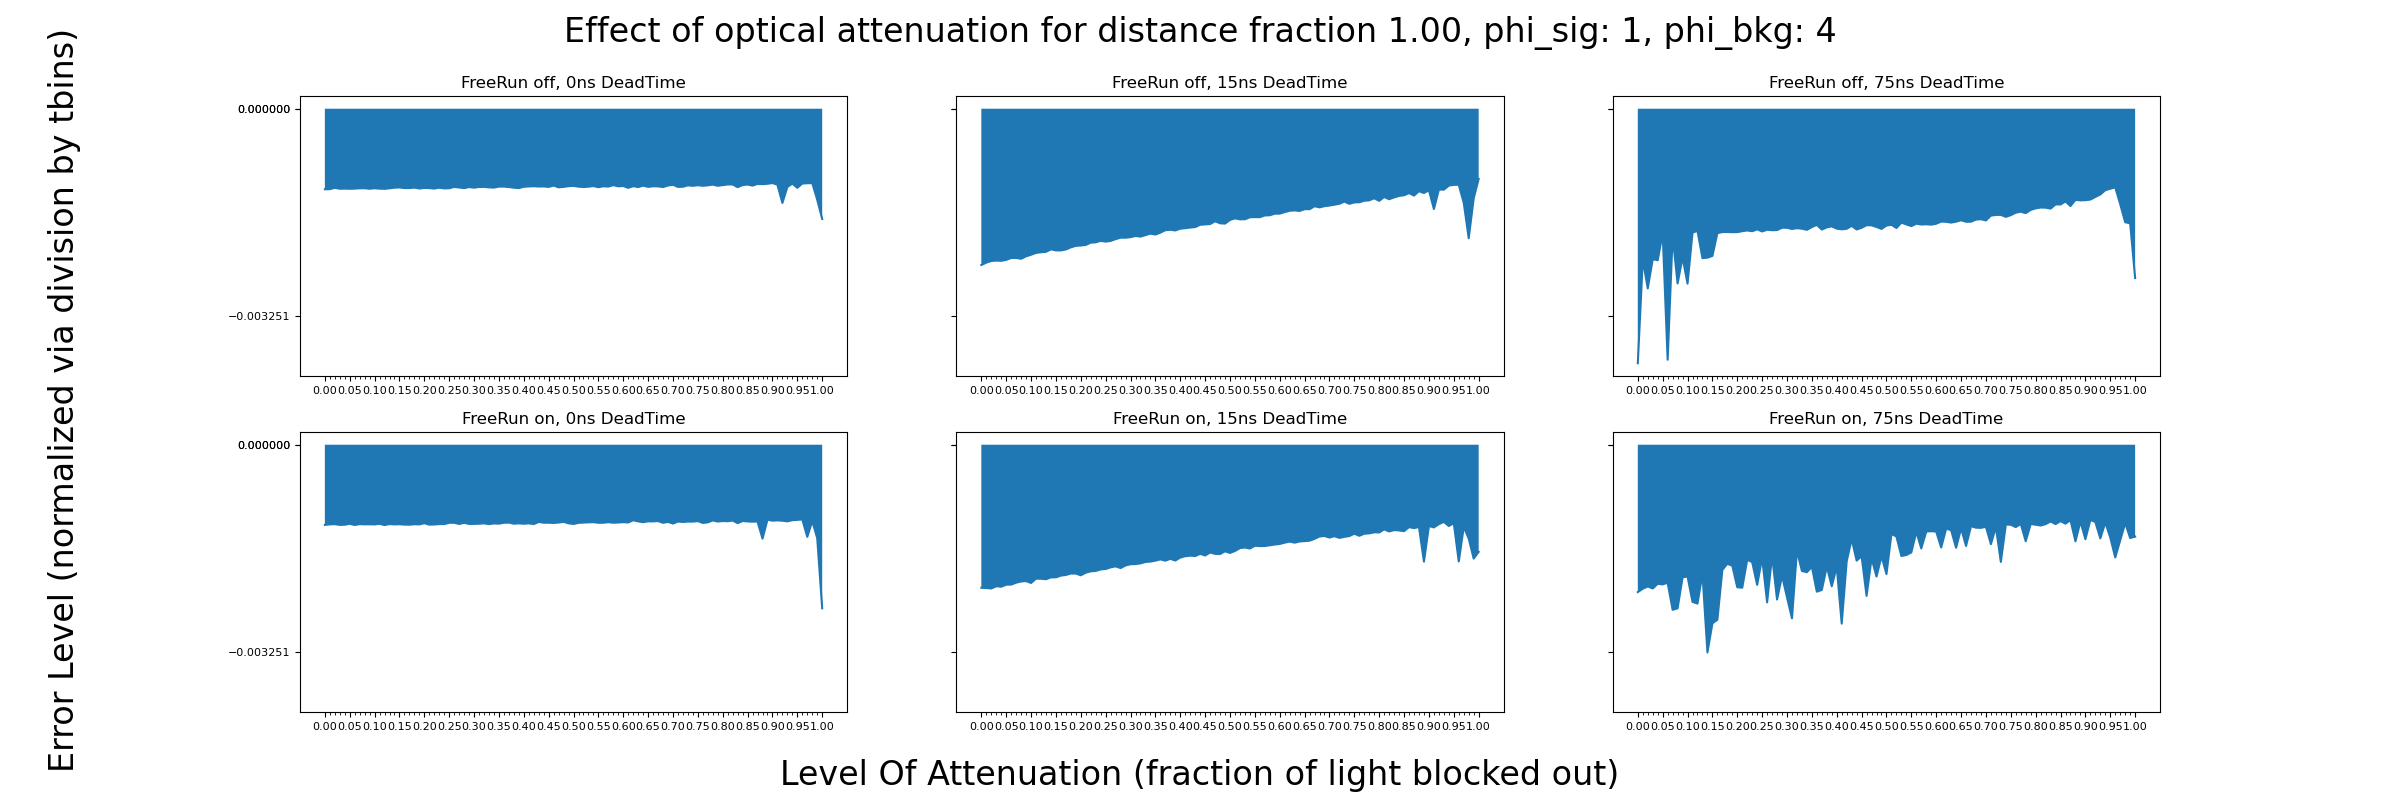 Effect of optical attenuation for distance fraction 1.00, phi_sig: 1, phi_bkg: 4
Error Level (normalized via division by tbins)
FreeRun off, 0ns DeadTime
0.000000
−0.003251
0.00 0.05 0.10 0.15 0.20 0.25 0.30 0.35 0.40 0.45 0.50 0.55 0.60 0.65 0.70 0.75 0.80 0.85 0.90 0.95 1.00
FreeRun off, 15ns DeadTime
0.00 0.05 0.10 0.15 0.20 0.25 0.30 0.35 0.40 0.45 0.50 0.55 0.60 0.65 0.70 0.75 0.80 0.85 0.90 0.95 1.00
FreeRun off, 75ns DeadTime
0.00 0.05 0.10 0.15 0.20 0.25 0.30 0.35 0.40 0.45 0.50 0.55 0.60 0.65 0.70 0.75 0.80 0.85 0.90 0.95 1.00
FreeRun on, 0ns DeadTime
0.000000
−0.003251
0.00 0.05 0.10 0.15 0.20 0.25 0.30 0.35 0.40 0.45 0.50 0.55 0.60 0.65 0.70 0.75 0.80 0.85 0.90 0.95 1.00
FreeRun on, 15ns DeadTime
0.00 0.05 0.10 0.15 0.20 0.25 0.30 0.35 0.40 0.45 0.50 0.55 0.60 0.65 0.70 0.75 0.80 0.85 0.90 0.95 1.00
FreeRun on, 75ns DeadTime
0.00 0.05 0.10 0.15 0.20 0.25 0.30 0.35 0.40 0.45 0.50 0.55 0.60 0.65 0.70 0.75 0.80 0.85 0.90 0.95 1.00
Level Of Attenuation (fraction of light blocked out)